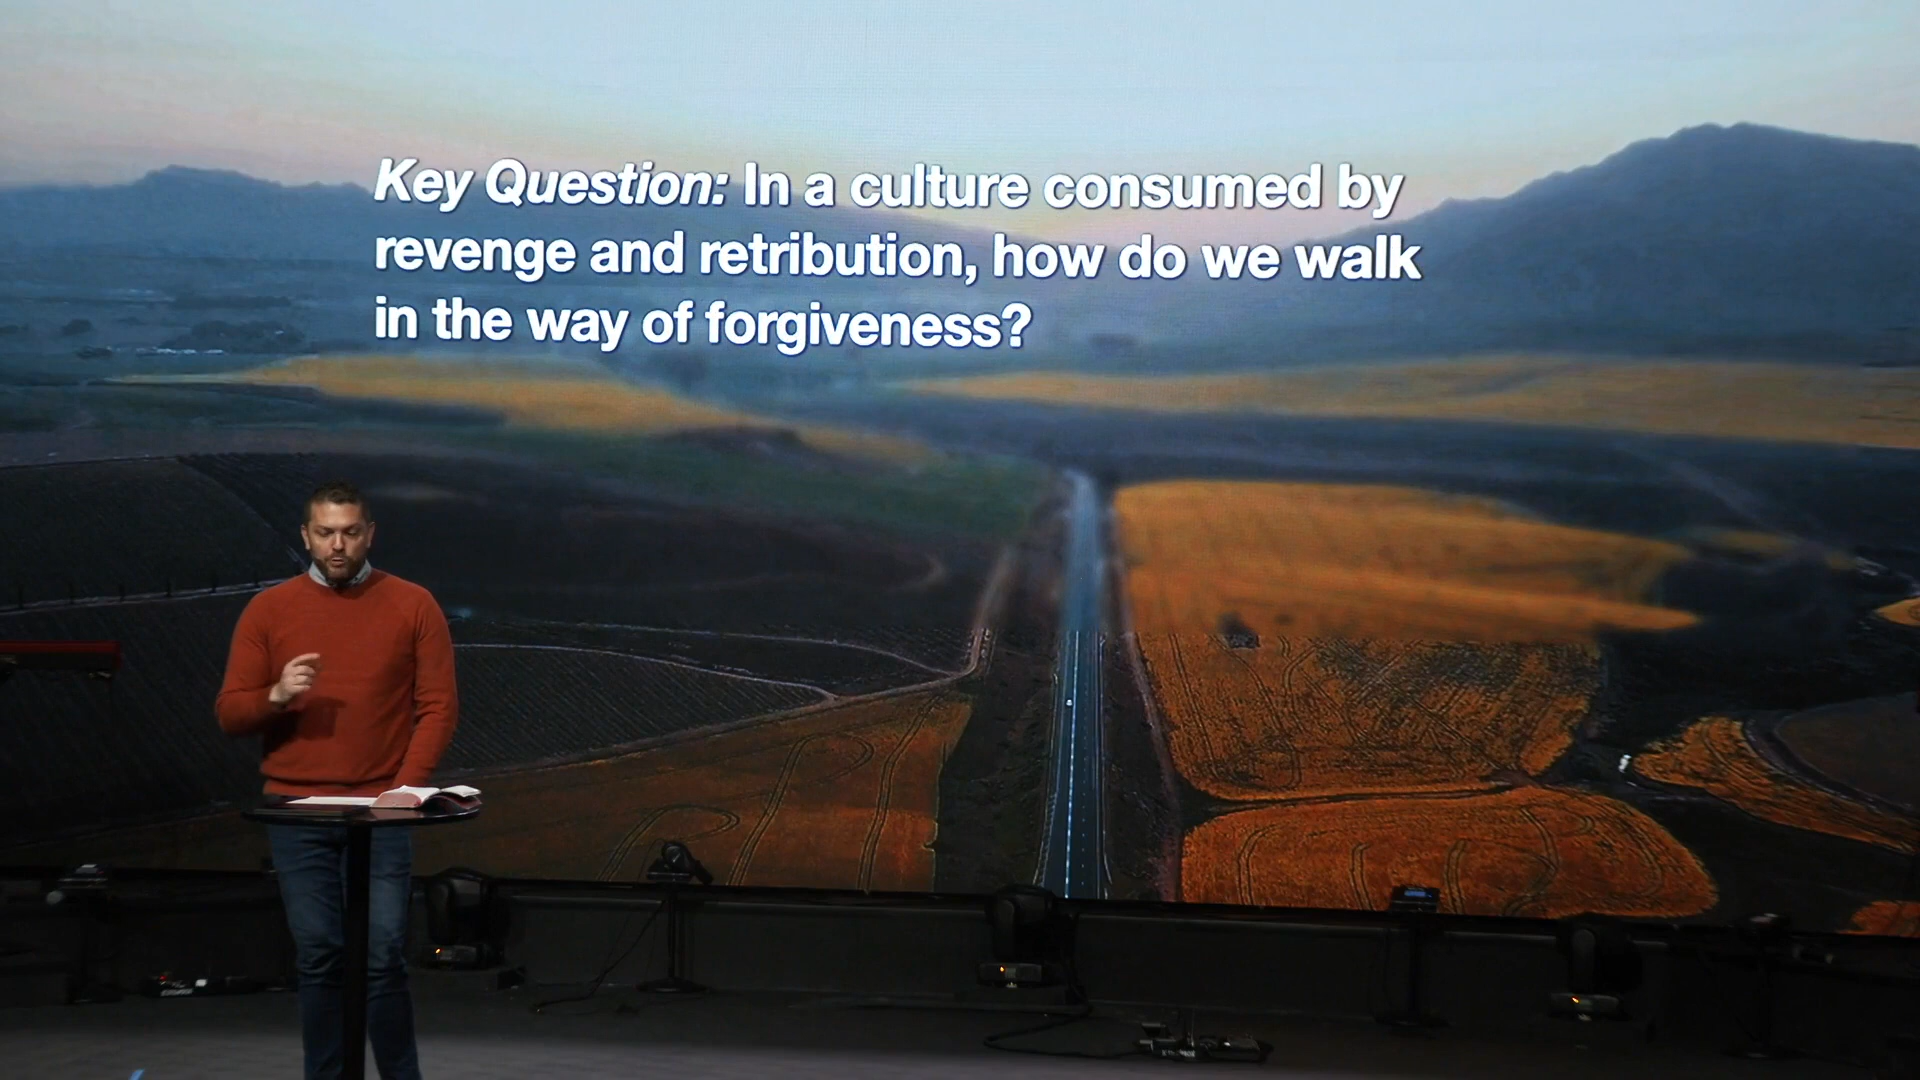 Key Question: In a culture consumed by
revenge and retribution, how do we walk
in the way of forgiveness?